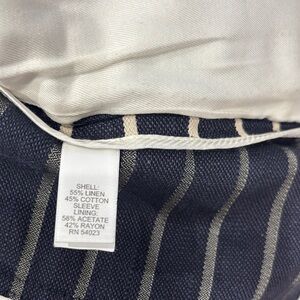 SHELL:
55% LINEN
45% COTTON
SLEEVE
LINING:
58% ACETATE
42% RAYON
RN 54023